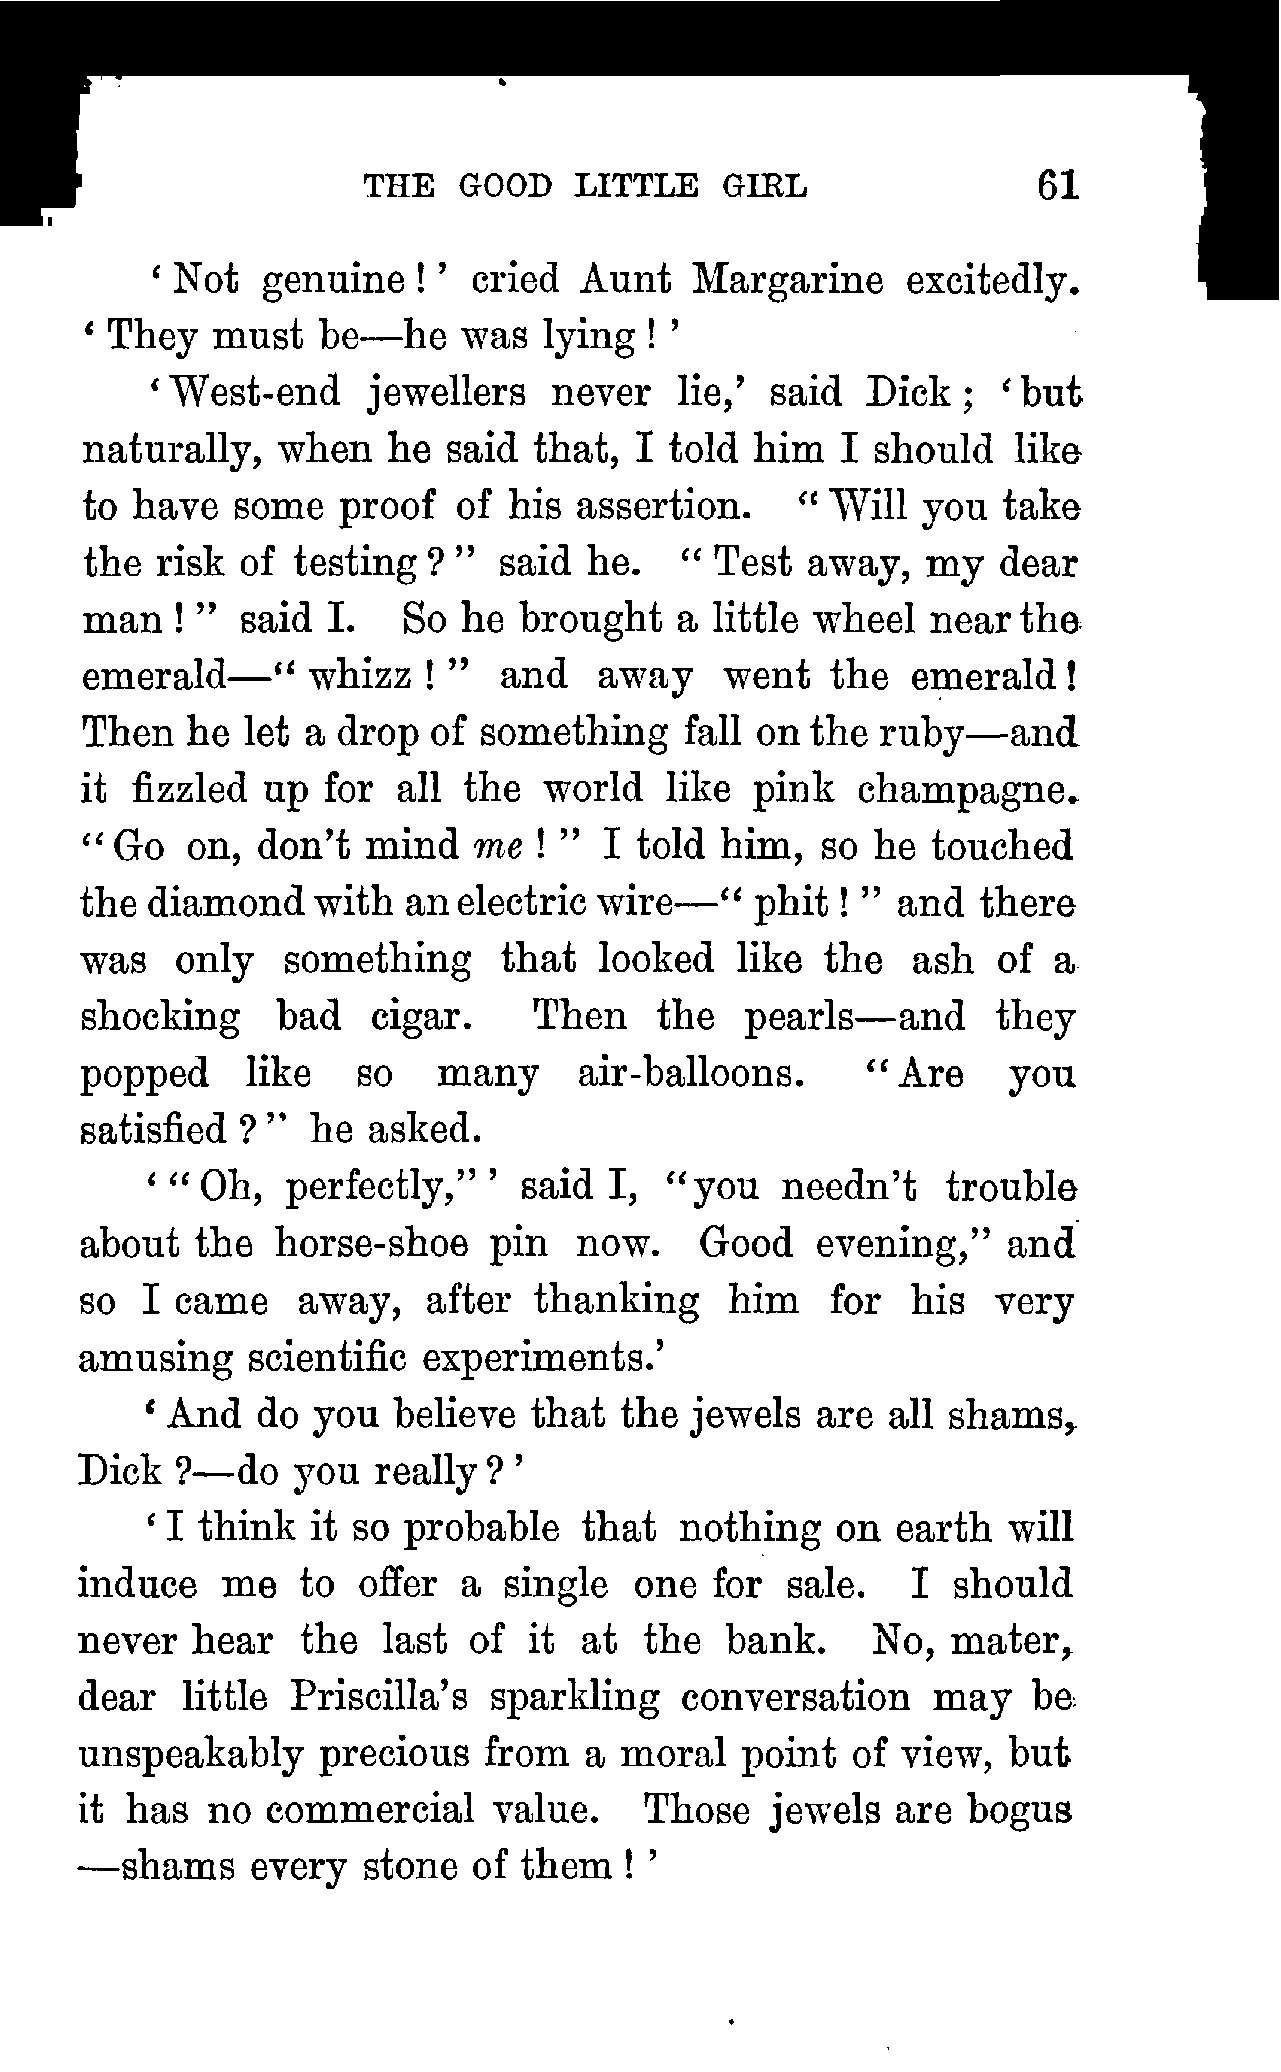 THE GOOD LITTLE GIRL 61
‘Not genuine!’ cried Aunt Margarine excitedly.
‘They must be—he was lying!’
‘West-end jewellers never lie,’ said Dick; ‘but
naturally, when he said that, I told him I should like
to have some proof of his assertion. “Will you take
the risk of testing?” said he. “Test away, my dear
man!” said I. So he brought a little wheel near the
emerald—“whizz!” and away went the emerald!
Then he let a drop of something fall on the ruby—and
it fizzled up for all the world like pink champagne.
“Go on, don’t mind me!” I told him, so he touched
the diamond with an electric wire—“phit!” and there
was only something that looked like the ash of a
shocking bad cigar. Then the pearls—and they
popped like so many air-balloons. “Are you
satisfied?” he asked.
‘“Oh, perfectly,”’ said I, “you needn’t trouble
about the horse-shoe pin now. Good evening,” and
so I came away, after thanking him for his very
amusing scientific experiments.’
‘And do you believe that the jewels are all shams,
Dick?—do you really?’
‘I think it so probable that nothing on earth will
induce me to offer a single one for sale. I should
never hear the last of it at the bank. No, mater,
dear little Priscilla’s sparkling conversation may be
unspeakably precious from a moral point of view, but
it has no commercial value. Those jewels are bogus
—shams every stone of them!’